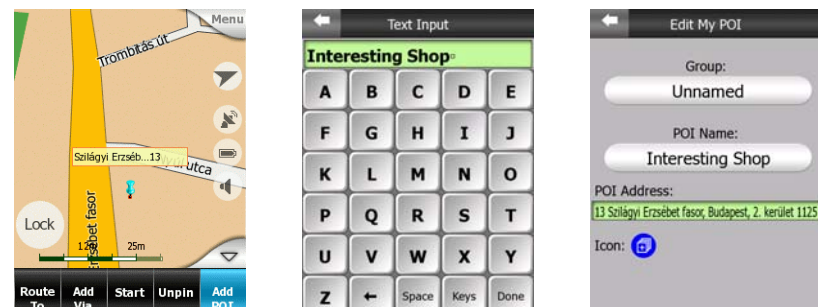 Menu
Trombitás út
Szilágyi Erzséb...13
utca
Erzsébet fasor
Lock
12m
25m
Route To
Add Via
Start
Unpin
Add POI
Text Input
Interesting Shop
A B C D E
F G H I J
K L M N O
P Q R S T
U V W X Y
Z ← Space Keys Done
Edit My POI
Group:
Unnamed
POI Name:
Interesting Shop
POI Address:
13 Szilágyi Erzsébet fasor, Budapest, 2. kerület 1125
Icon: